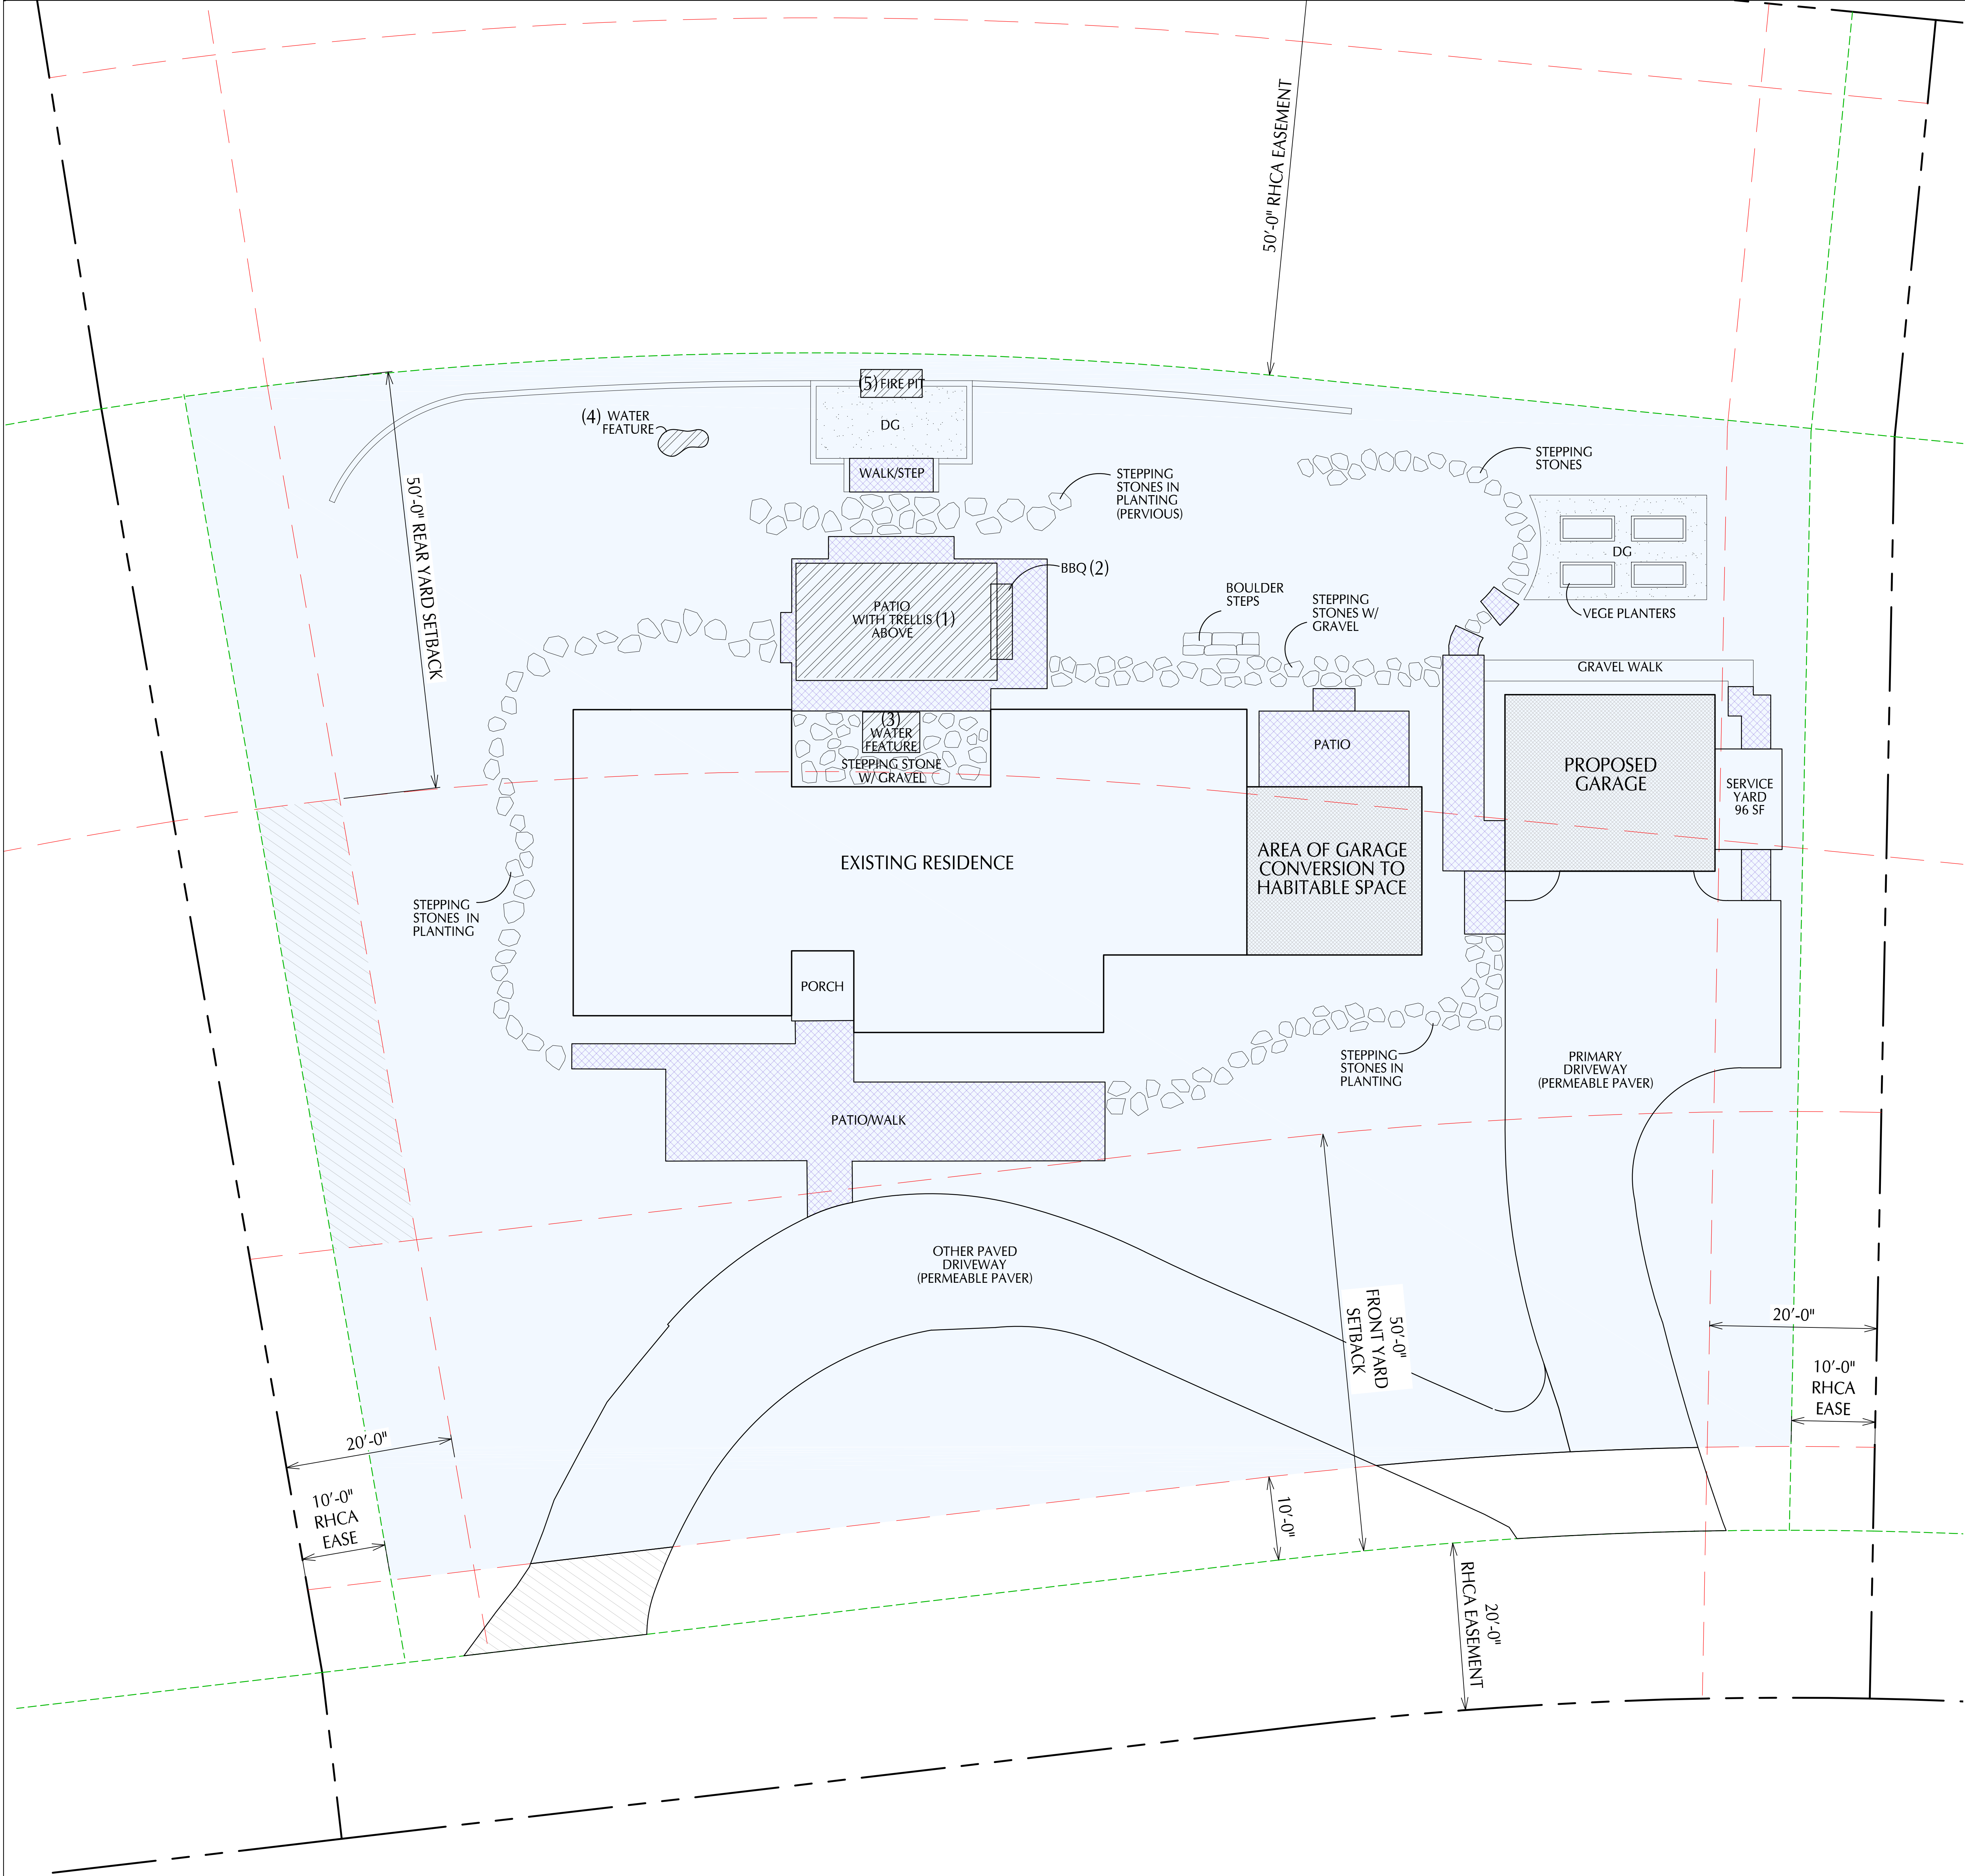 50'-0" RHCA EASEMENT
(5) FIRE PIT
(4) WATER
FEATURE
DG
WALK/STEP
STEPPING
STONES IN
PLANTING
(PERVIOUS)
STEPPING
STONES
DG
VEGE PLANTERS
50'-0" REAR YARD SETBACK
BBQ (2)
PATIO
WITH TRELLIS (1)
ABOVE
BOULDER
STEPS
STEPPING
STONES W/
GRAVEL
GRAVEL WALK
(3)
WATER
FEATURE
STEPPING STONE
W/ GRAVEL
PATIO
PROPOSED
GARAGE
SERVICE
YARD
96 SF
EXISTING RESIDENCE
AREA OF GARAGE
CONVERSION TO
HABITABLE SPACE
STEPPING
STONES IN
PLANTING
PORCH
STEPPING
STONES IN
PLANTING
PRIMARY
DRIVEWAY
(PERMEABLE PAVER)
PATIO/WALK
OTHER PAVED
DRIVEWAY
(PERMEABLE PAVER)
50'-0"
FRONT YARD
SETBACK
20'-0"
10'-0"
RHCA
EASE
20'-0"
10'-0"
RHCA
EASE
10'-0"
20'-0"
RHCA EASEMENT